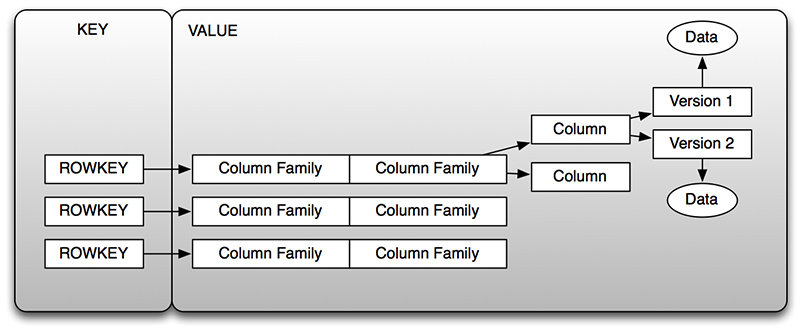 KEY
VALUE
Data
Version 1
Column
Version 2
ROWKEY
Column Family
Column Family
Column
Data
ROWKEY
Column Family
Column Family
ROWKEY
Column Family
Column Family